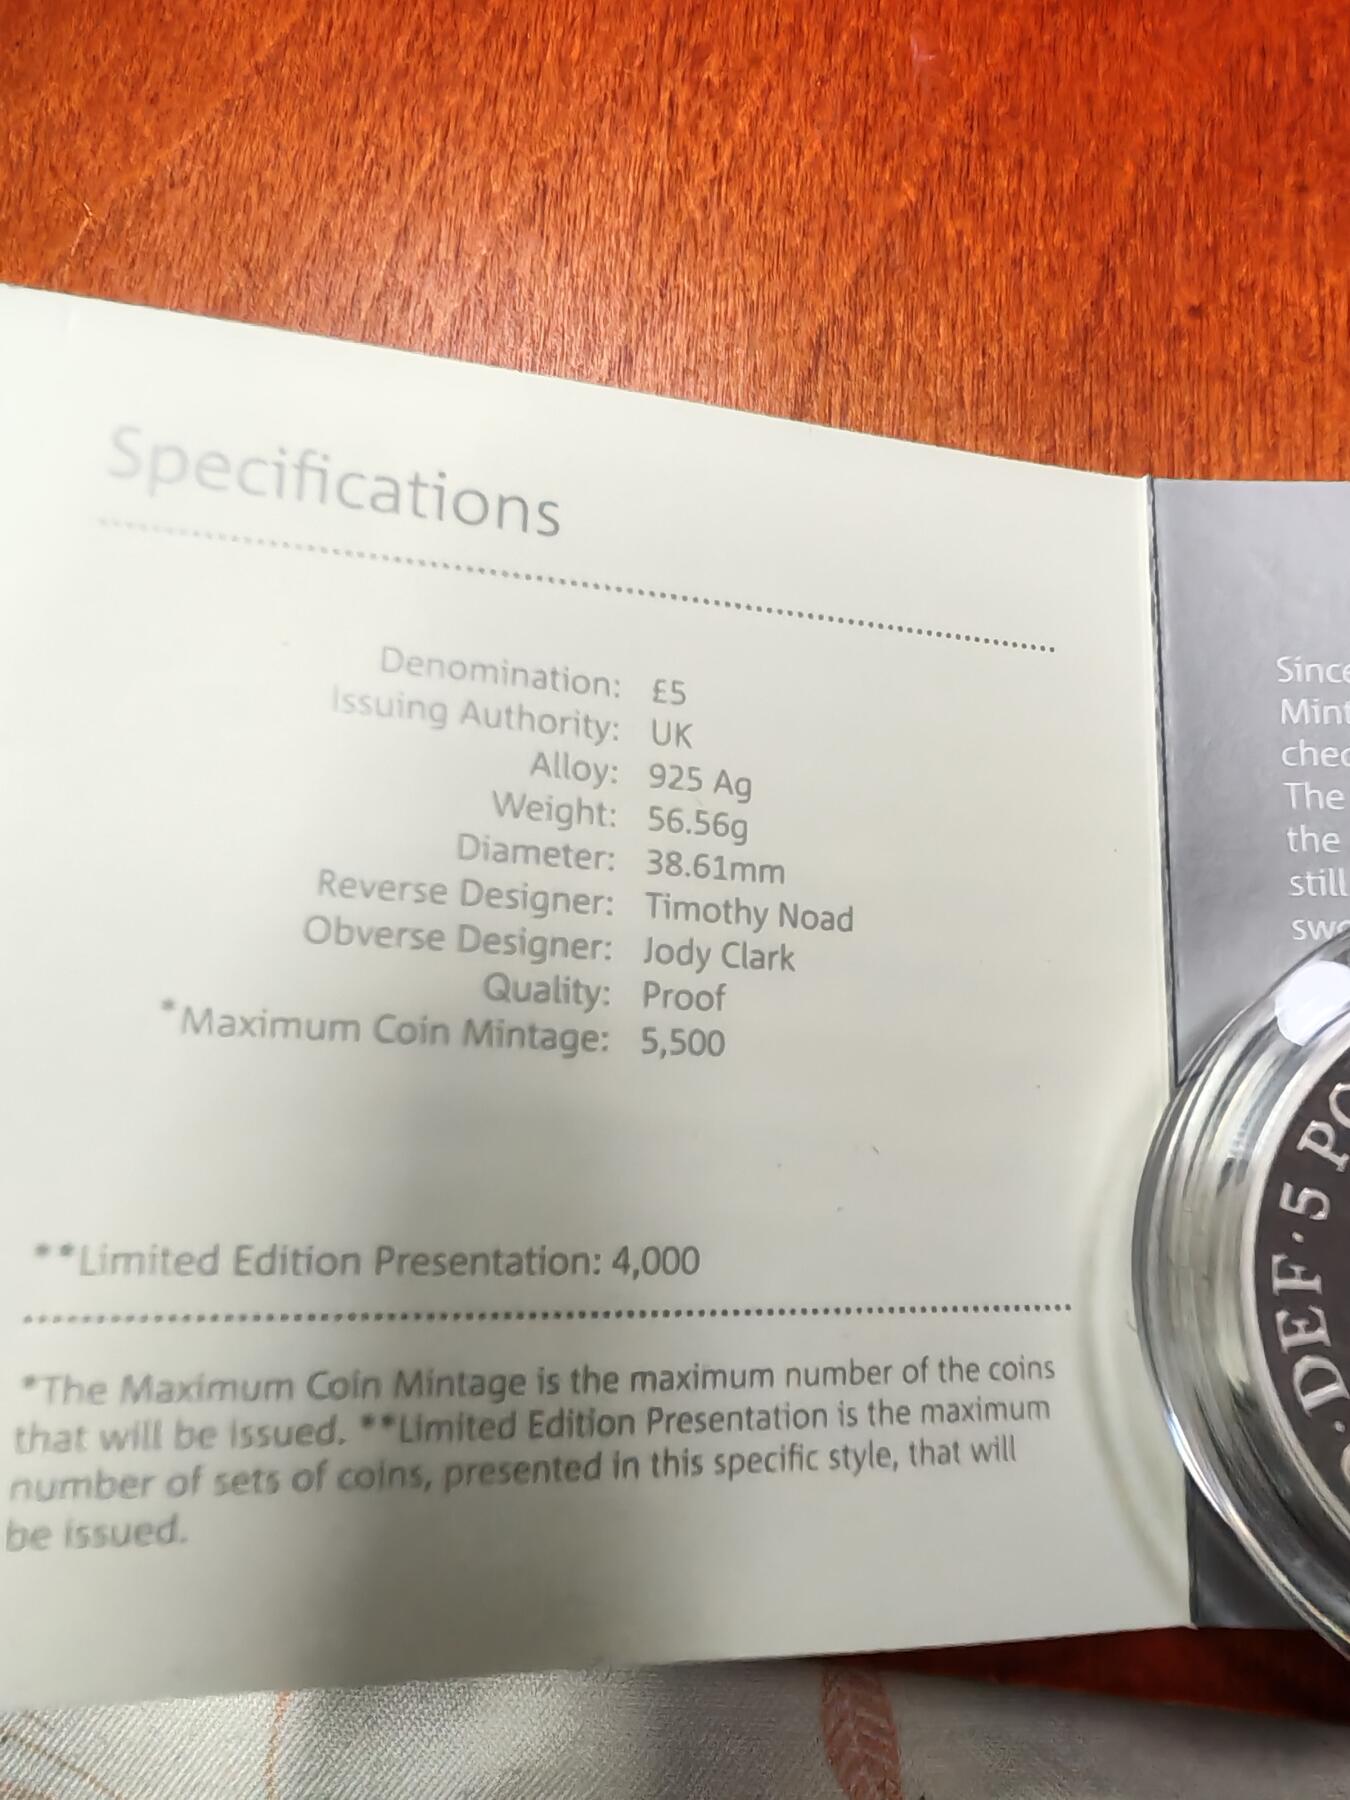 Specifications
Denomination: £5
Issuing Authority: UK
Alloy: 925 Ag
Weight: 56.56g
Diameter: 38.61mm
Reverse Designer: Timothy Noad
Obverse Designer: Jody Clark
Quality: Proof
*Maximum Coin Mintage: 5,500
**Limited Edition Presentation: 4,000
*The Maximum Coin Mintage is the maximum number of the coins
that will be issued. **Limited Edition Presentation is the maximum
number of sets of coins, presented in this specific style, that will
be issued.
Since
Mint
The
the
still
DEF·5